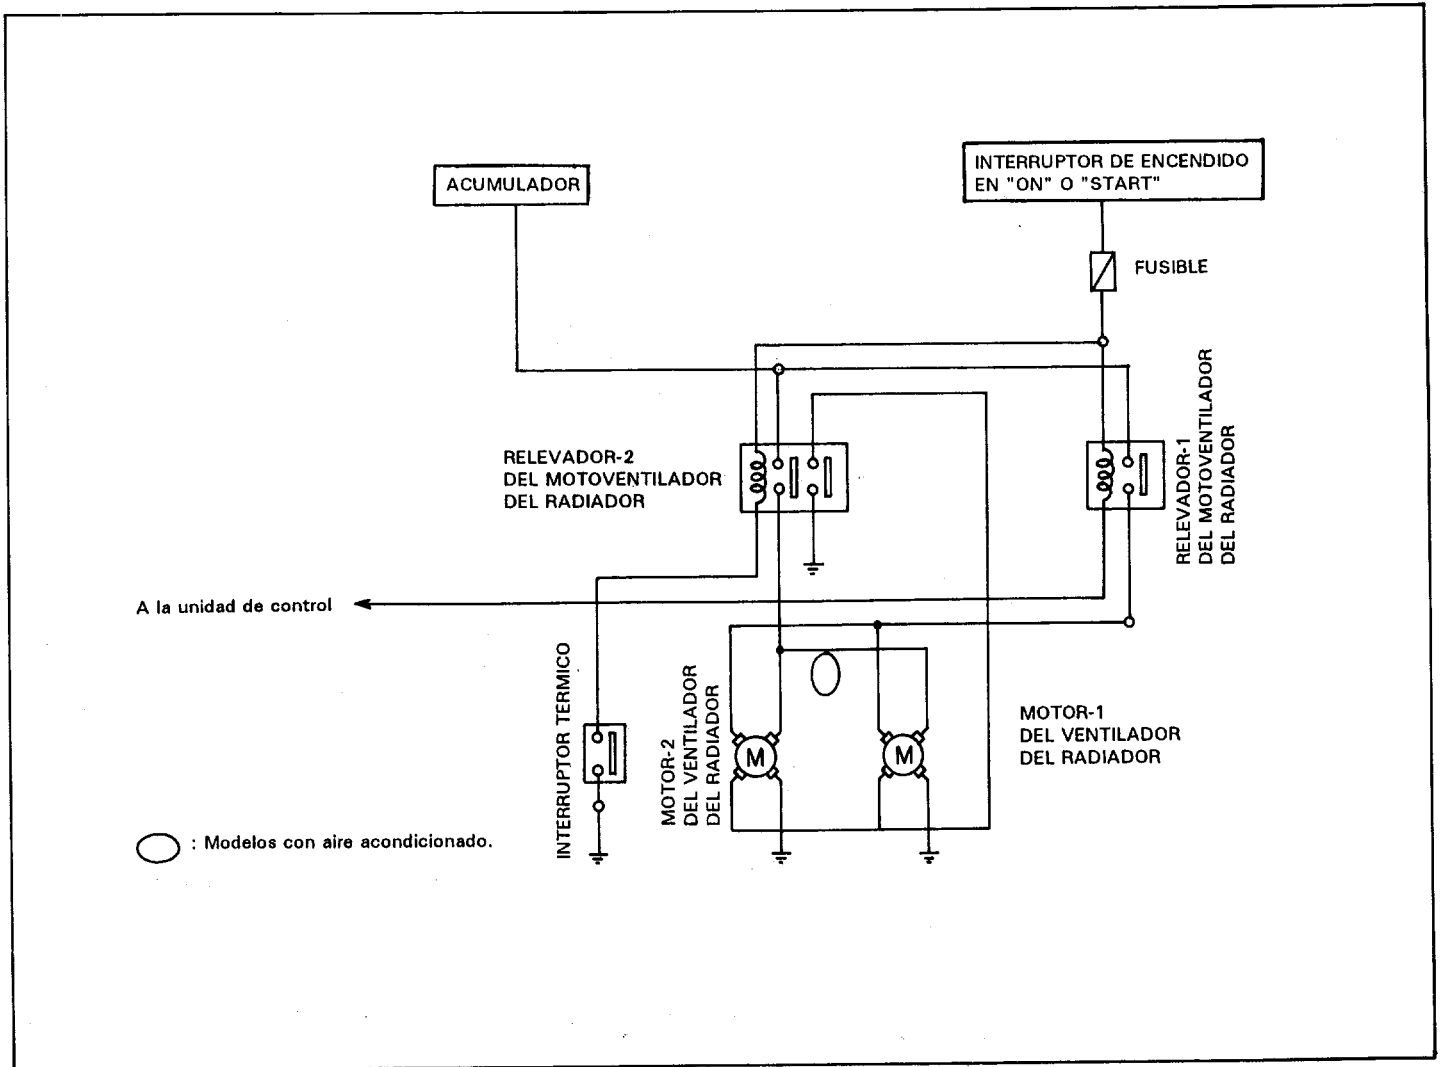 ACUMULADOR
INTERRUPTOR DE ENCENDIDO
EN "ON" O "START"
FUSIBLE
RELEVADOR-2
DEL MOTOVENTILADOR
DEL RADIADOR
RELEVADOR-1
DEL MOTOVENTILADOR
DEL RADIADOR
A la unidad de control
INTERRUPTOR TERMICO
MOTOR-2
DEL VENTILADOR
DEL RADIADOR
M
M
MOTOR-1
DEL VENTILADOR
DEL RADIADOR
: Modelos con aire acondicionado.